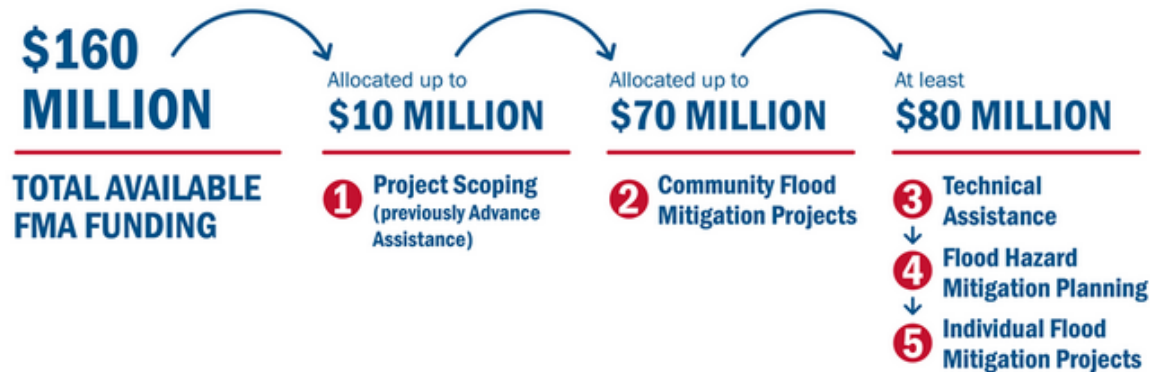 $160
MILLION
TOTAL AVAILABLE
FMA FUNDING
Allocated up to
$10 MILLION
1 Project Scoping
(previously Advance
Assistance)
Allocated up to
$70 MILLION
2 Community Flood
Mitigation Projects
At least
$80 MILLION
3 Technical
Assistance
4 Flood Hazard
Mitigation Planning
5 Individual Flood
Mitigation Projects